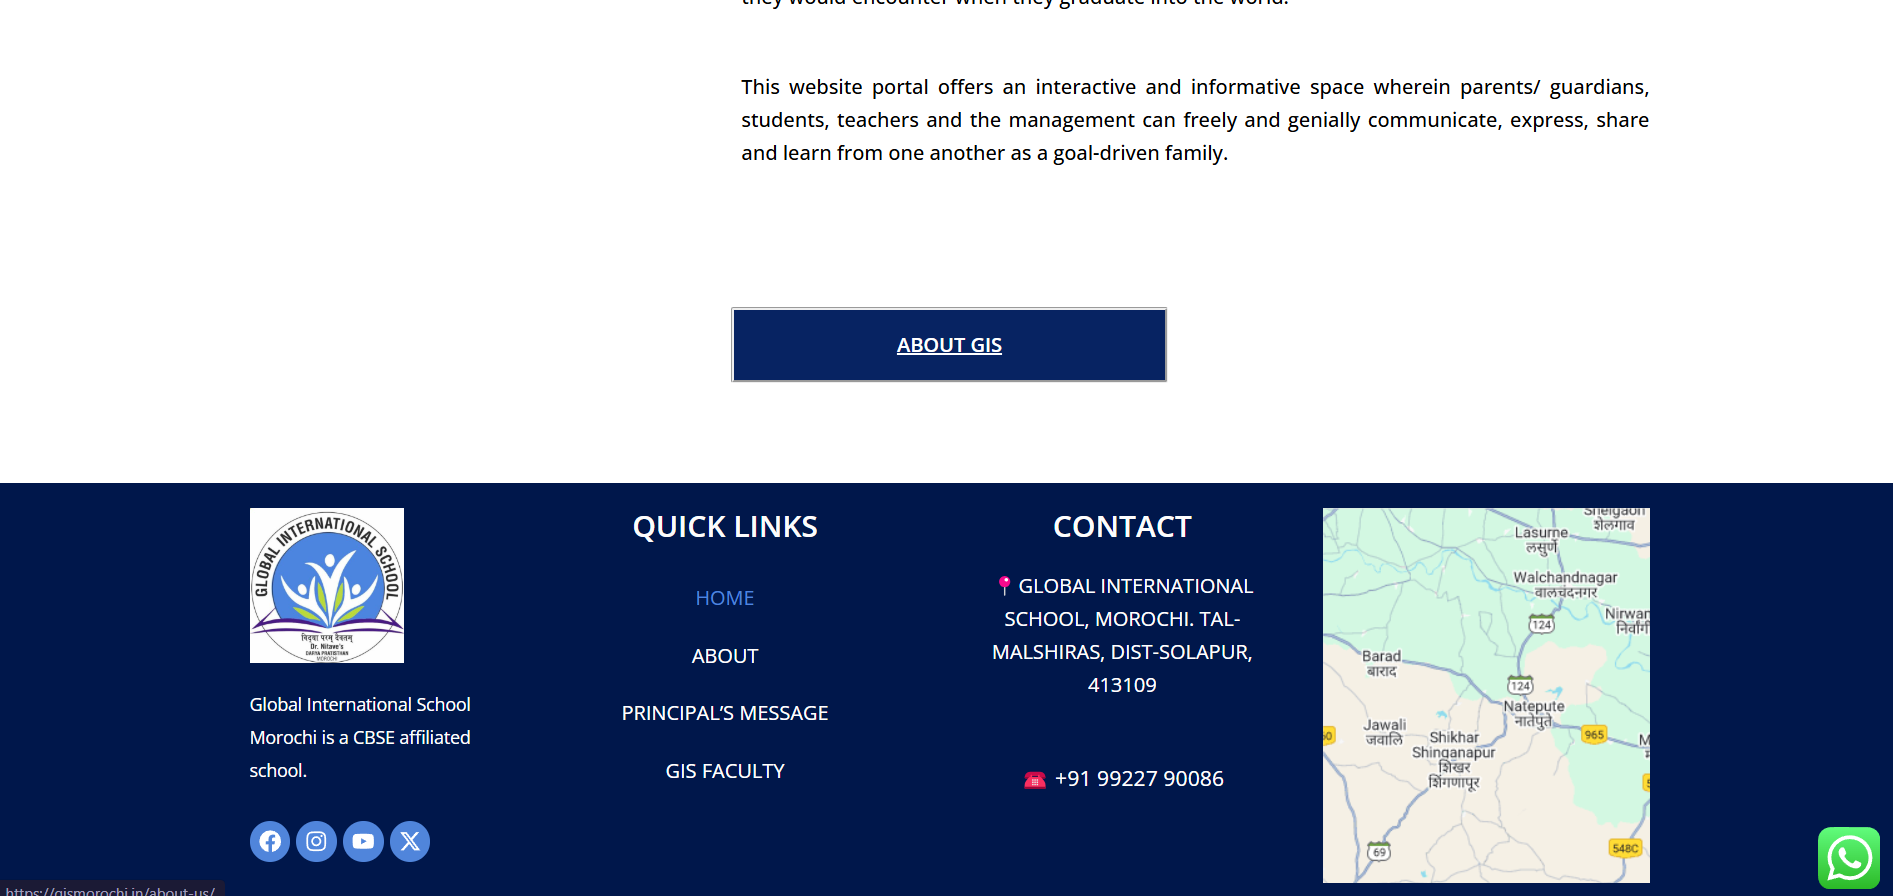 they would encounter when they graduate into the world.
This website portal offers an interactive and informative space wherein parents/ guardians,
students, teachers and the management can freely and genially communicate, express, share
and learn from one another as a goal-driven family.
ABOUT GIS
GLOBAL INTERNATIONAL SCHOOL
विद्या परम् दैवतम्
Dr. Nitave's
DARYA PRATISTHAN
MOROCHI
Global International School
Morochi is a CBSE affiliated
school.
QUICK LINKS
HOME
ABOUT
PRINCIPAL’S MESSAGE
GIS FACULTY
CONTACT
GLOBAL INTERNATIONAL
SCHOOL, MOROCHI. TAL-
MALSHIRAS, DIST-SOLAPUR,
413109
+91 99227 90086
Shelgaon
शेलगाव
Lasurne
लसुर्णे
Walchandnagar
वालचंदनगर
Nirwan
निर्वांगी
124
Barad
बाराद
124
Natepute
नातेपुते
Jawali
जवालि
965
Shikhar
Shinganapur
शिखर
शिंगणापूर
69
548C
https://gismorochi.in/about-us/